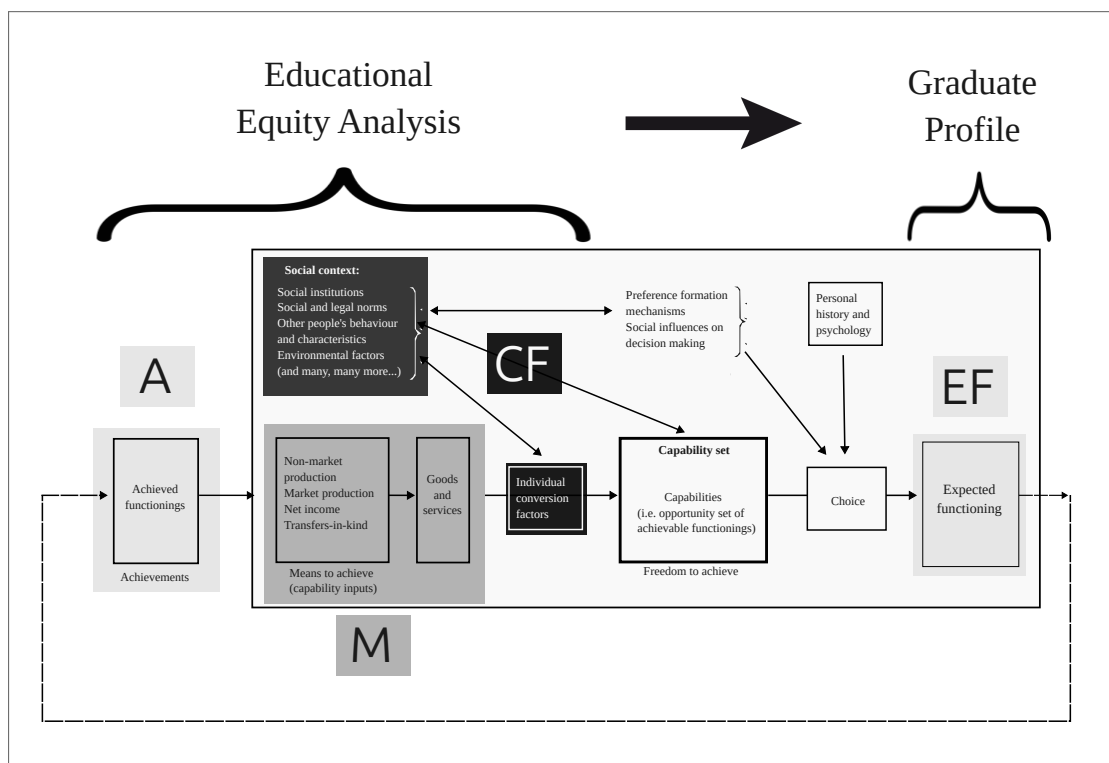 Educational
Equity Analysis
Graduate
Profile
Social context:
Social institutions
Social and legal norms
Other people's behaviour
and characteristics
Environmental factors
(and many, many more...)
Preference formation
mechanisms
Social influences on
decision making
Personal
history and
psychology
A
CF
EF
Achieved
functionings
Achievements
Non-market
production
Market production
Net income
Transfers-in-kind
Goods
and
services
Means to achieve
(capability inputs)
Individual
conversion
factors
Capability set
Capabilities
(i.e. opportunity set of
achievable functionings)
Freedom to achieve
Choice
Expected
functioning
M